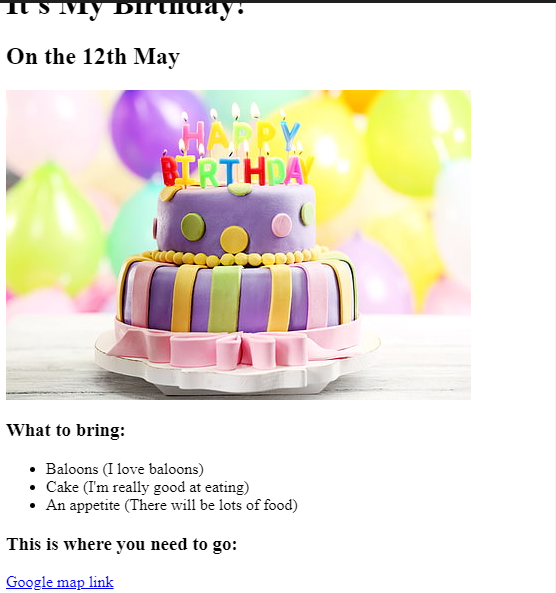 It's My Birthday!
On the 12th May
HAPPY
BIRTHDAY
What to bring:
Baloons (I love baloons)
Cake (I'm really good at eating)
An appetite (There will be lots of food)
This is where you need to go:
Google map link